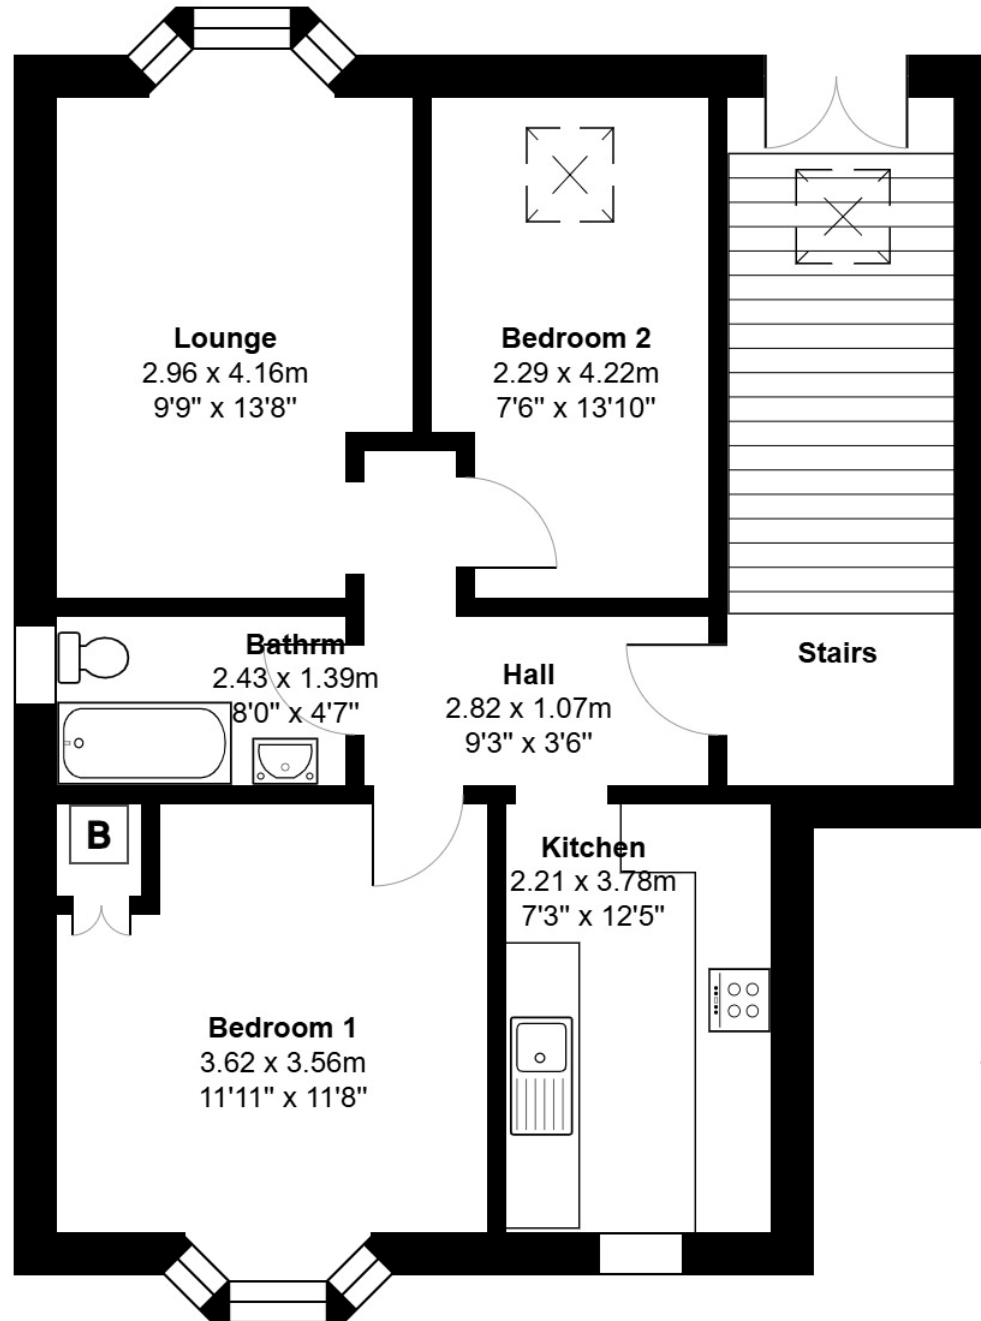 Lounge
2.96 x 4.16m
9'9" x 13'8"
Bedroom 2
2.29 x 4.22m
7'6" x 13'10"
Stairs
Bathrm
2.43 x 1.39m
8'0" x 4'7"
Hall
2.82 x 1.07m
9'3" x 3'6"
B
Kitchen
2.21 x 3.78m
7'3" x 12'5"
Bedroom 1
3.62 x 3.56m
11'11" x 11'8"